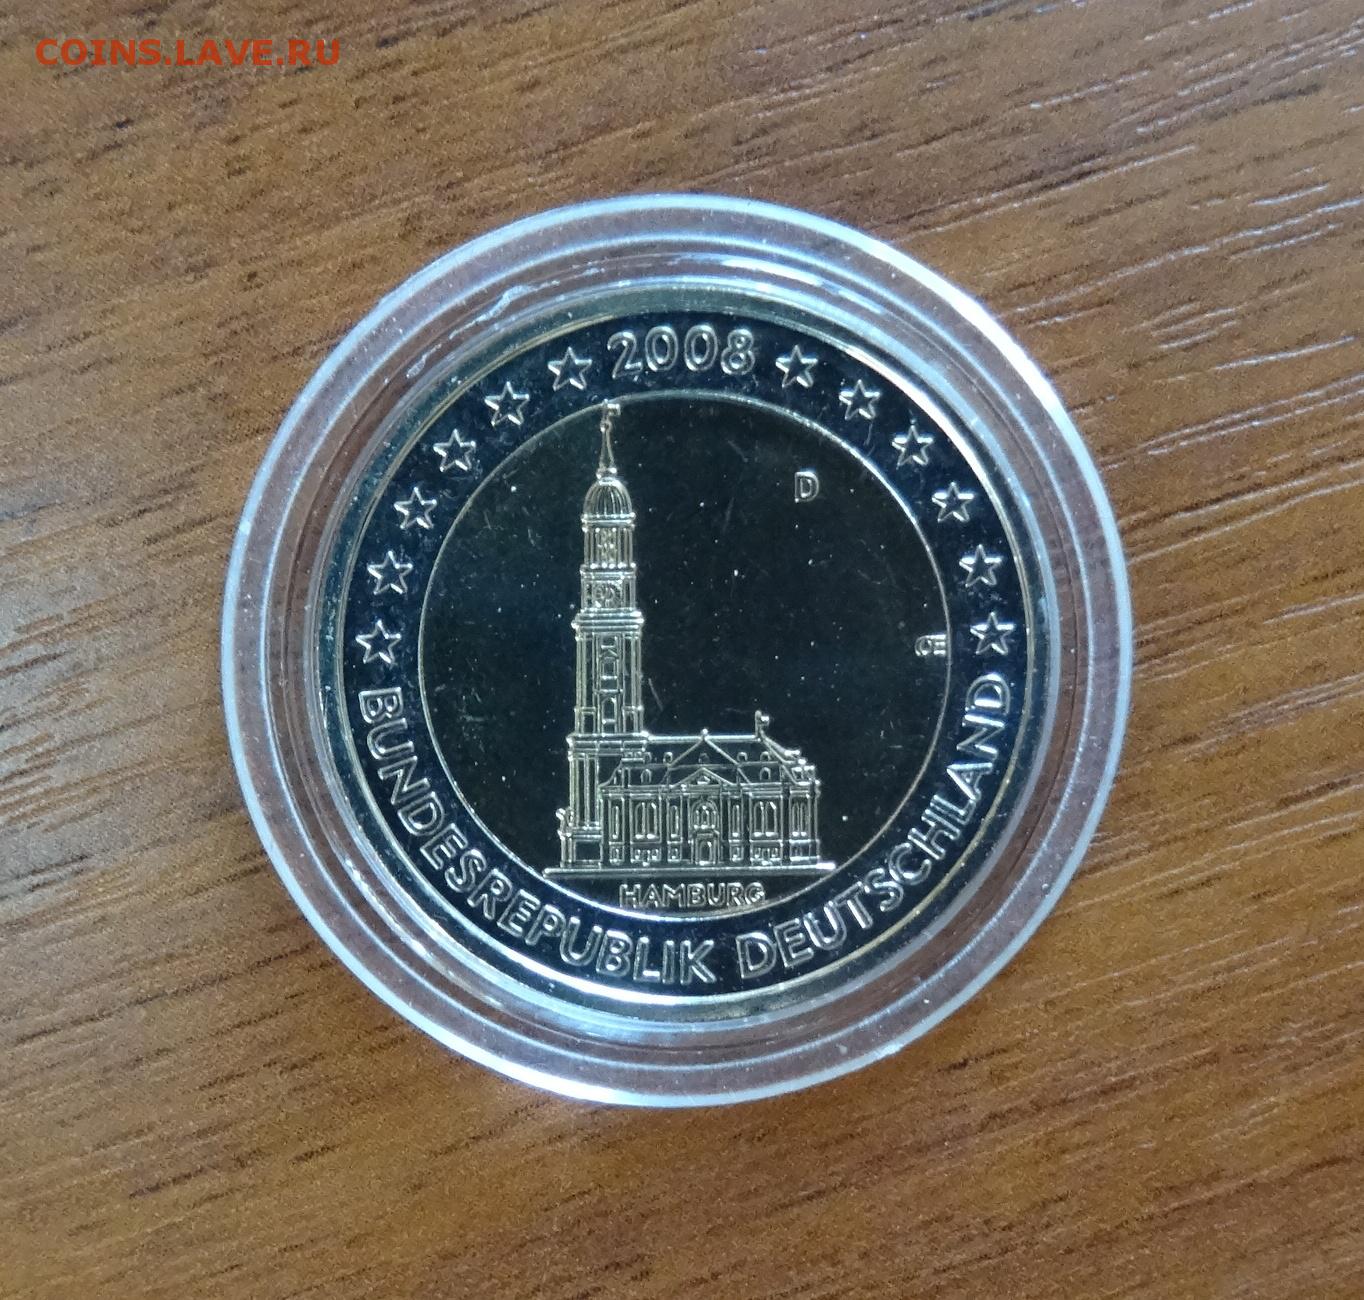 COINS.LAVE.RU
2008
D
Œ
HAMBURG
BUNDESREPUBLIK DEUTSCHLAND